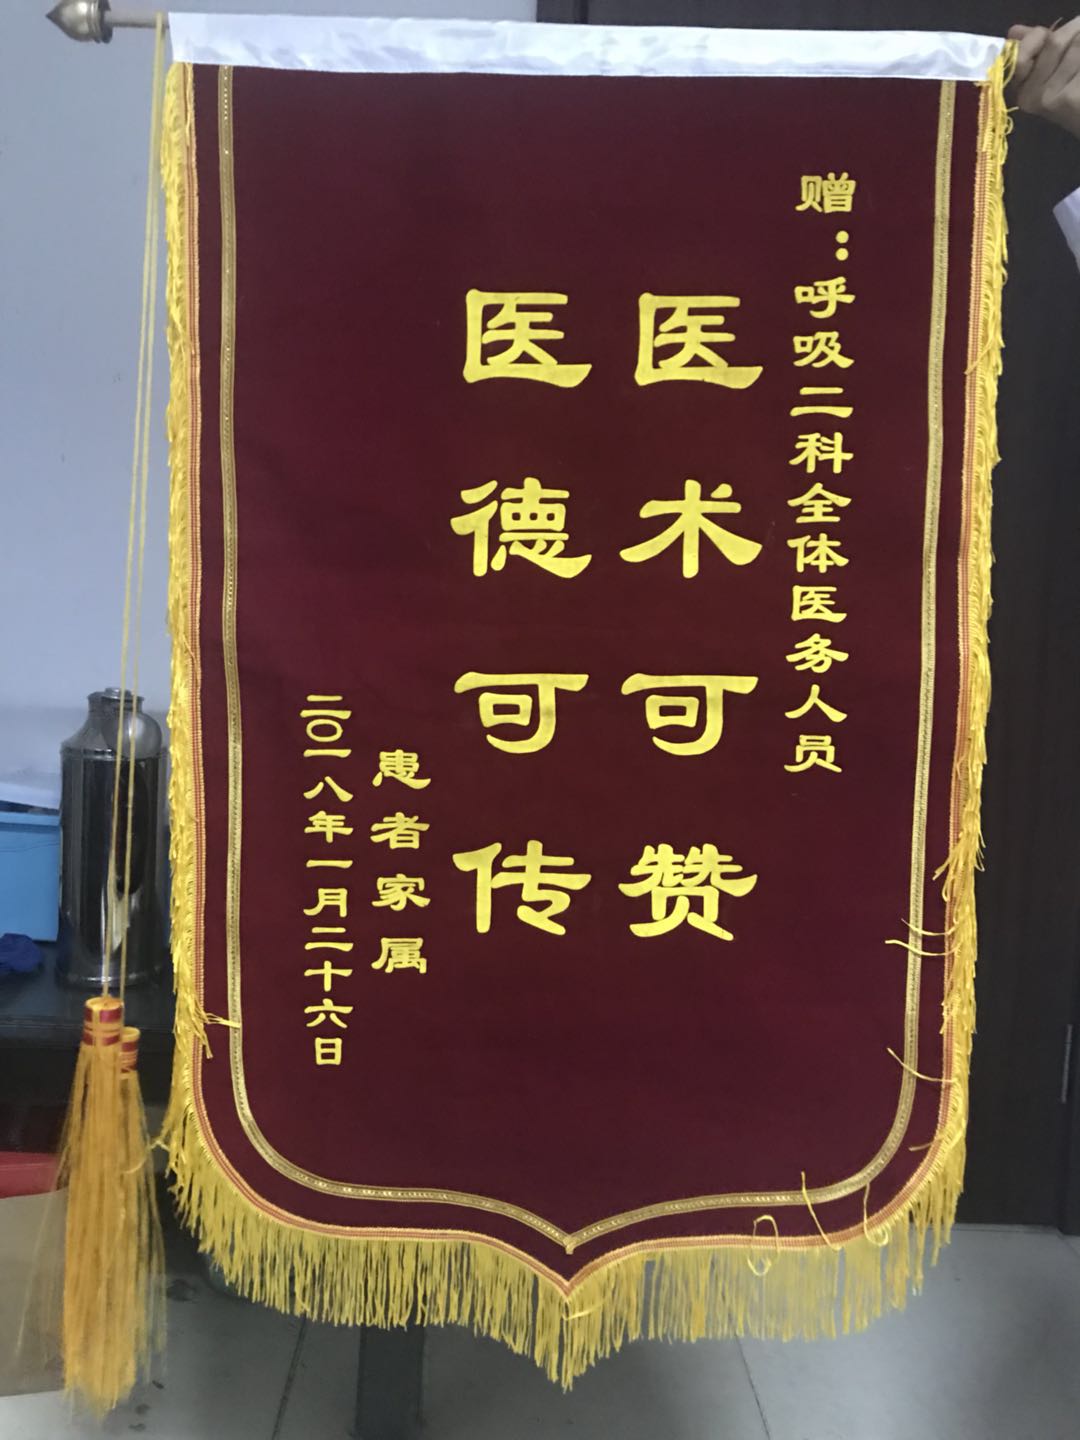 赠：呼吸二科全体医务人员
医术可赞
医德可传
患者家属
二〇一八年一月二十六日